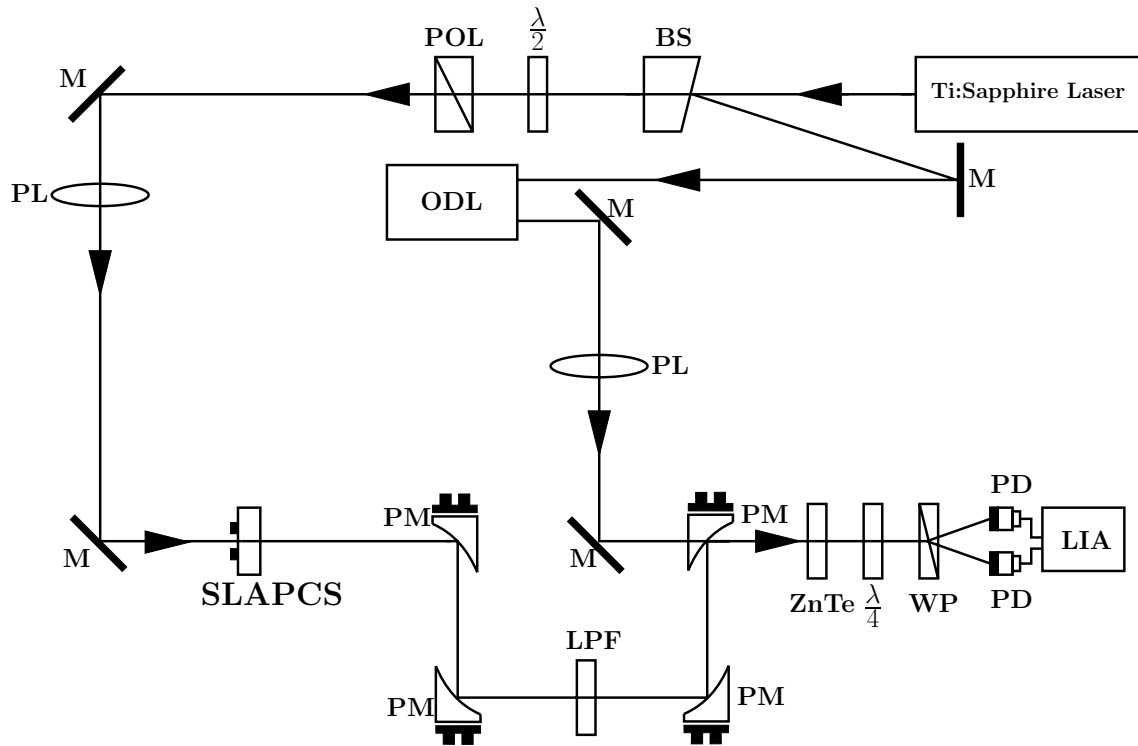 POL
λ/2
BS
M
Ti:Sapphire Laser
PL
ODL
M
M
PL
PM
PM
PD
M
M
LIA
SLAPCS
ZnTe
λ/4
WP
PD
LPF
PM
PM